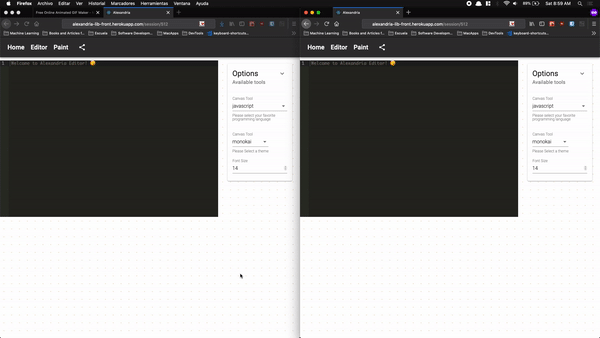 Firefox Archivo Editar Ver Historial Marcadores Herramientas Ventana Ayuda
88% Sat 8:59 AM
Free Online Animated GIF Maker Alexandria
alexandria-lib-front.herokuapp.com/session/612
Machine Learning Books and Articles f... Escuela Software Developm... MacApps DevTools keyboard-shortcuts...
Home Editor Paint
1 Welcome to Alexandria Editor!
Options
Available tools
Canvas Tool
javascript
Please select your favorite
programming language
Canvas Tool
monokai
Please Select a theme
Font Size
14
Alexandria
alexandria-lib-front.herokuapp.com/session/612
Machine Learning Books and Articles f... Escuela Software Developm... MacApps DevTools keyboard-shortcuts...
Home Editor Paint
1 Welcome to Alexandria Editor!
Options
Available tools
Canvas Tool
javascript
Please select your favorite
programming language
Canvas Tool
monokai
Please Select a theme
Font Size
14